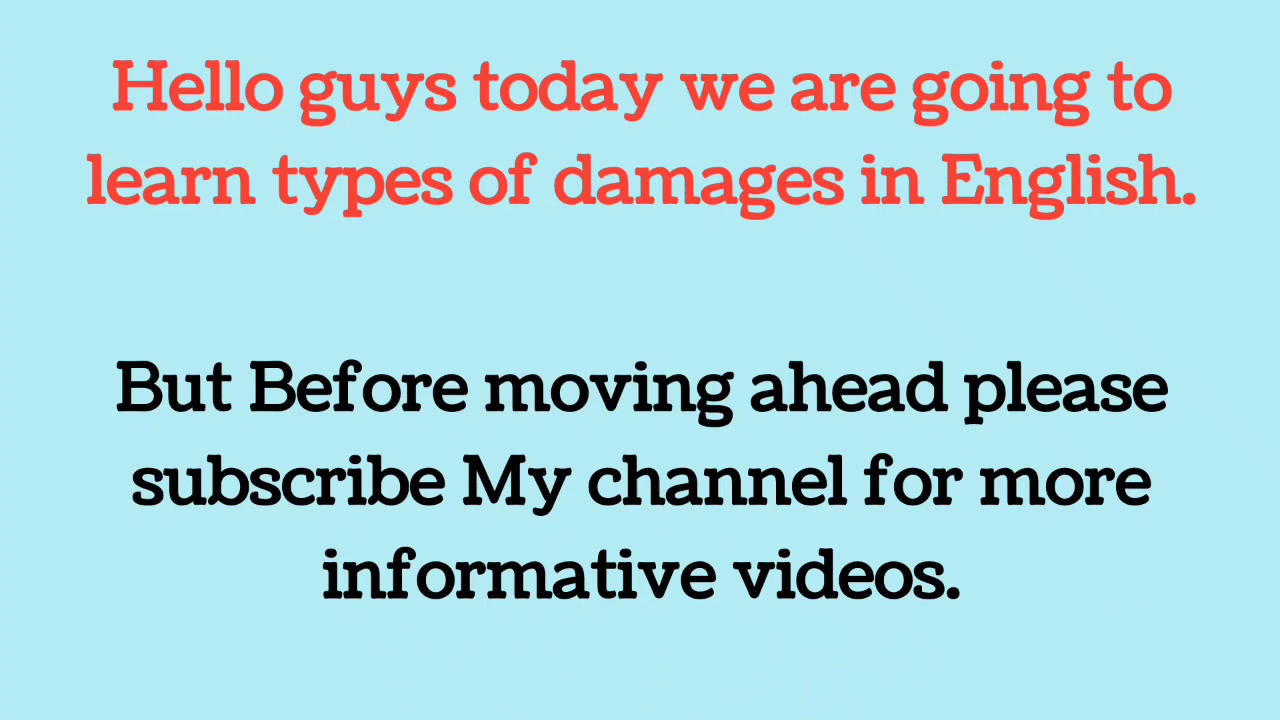 Hello guys today we are going to
learn types of damages in English.
But Before moving ahead please
subscribe My channel for more
informative videos.